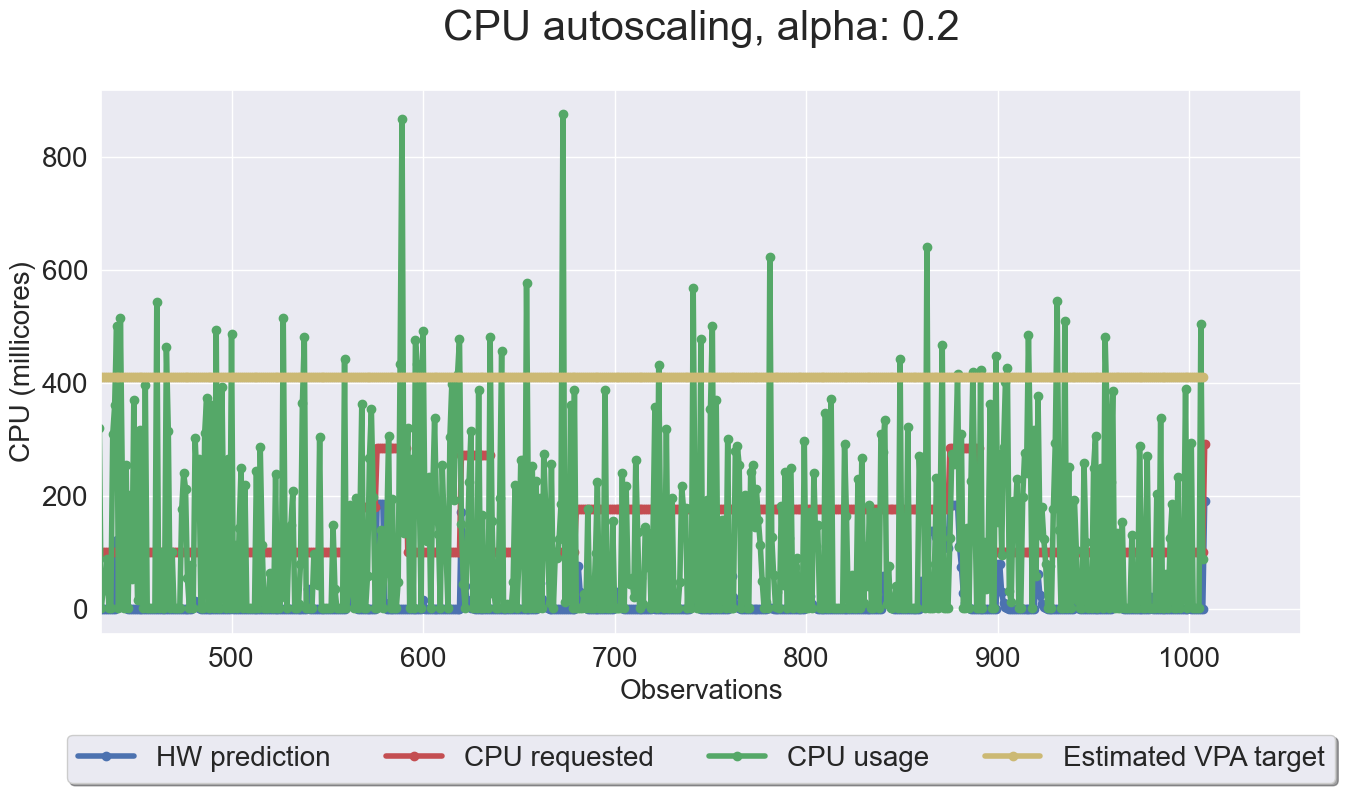 CPU autoscaling, alpha: 0.2
CPU (millicores)
800
600
400
200
0
500 600 700 800 900 1000
Observations
HW prediction CPU requested CPU usage Estimated VPA target